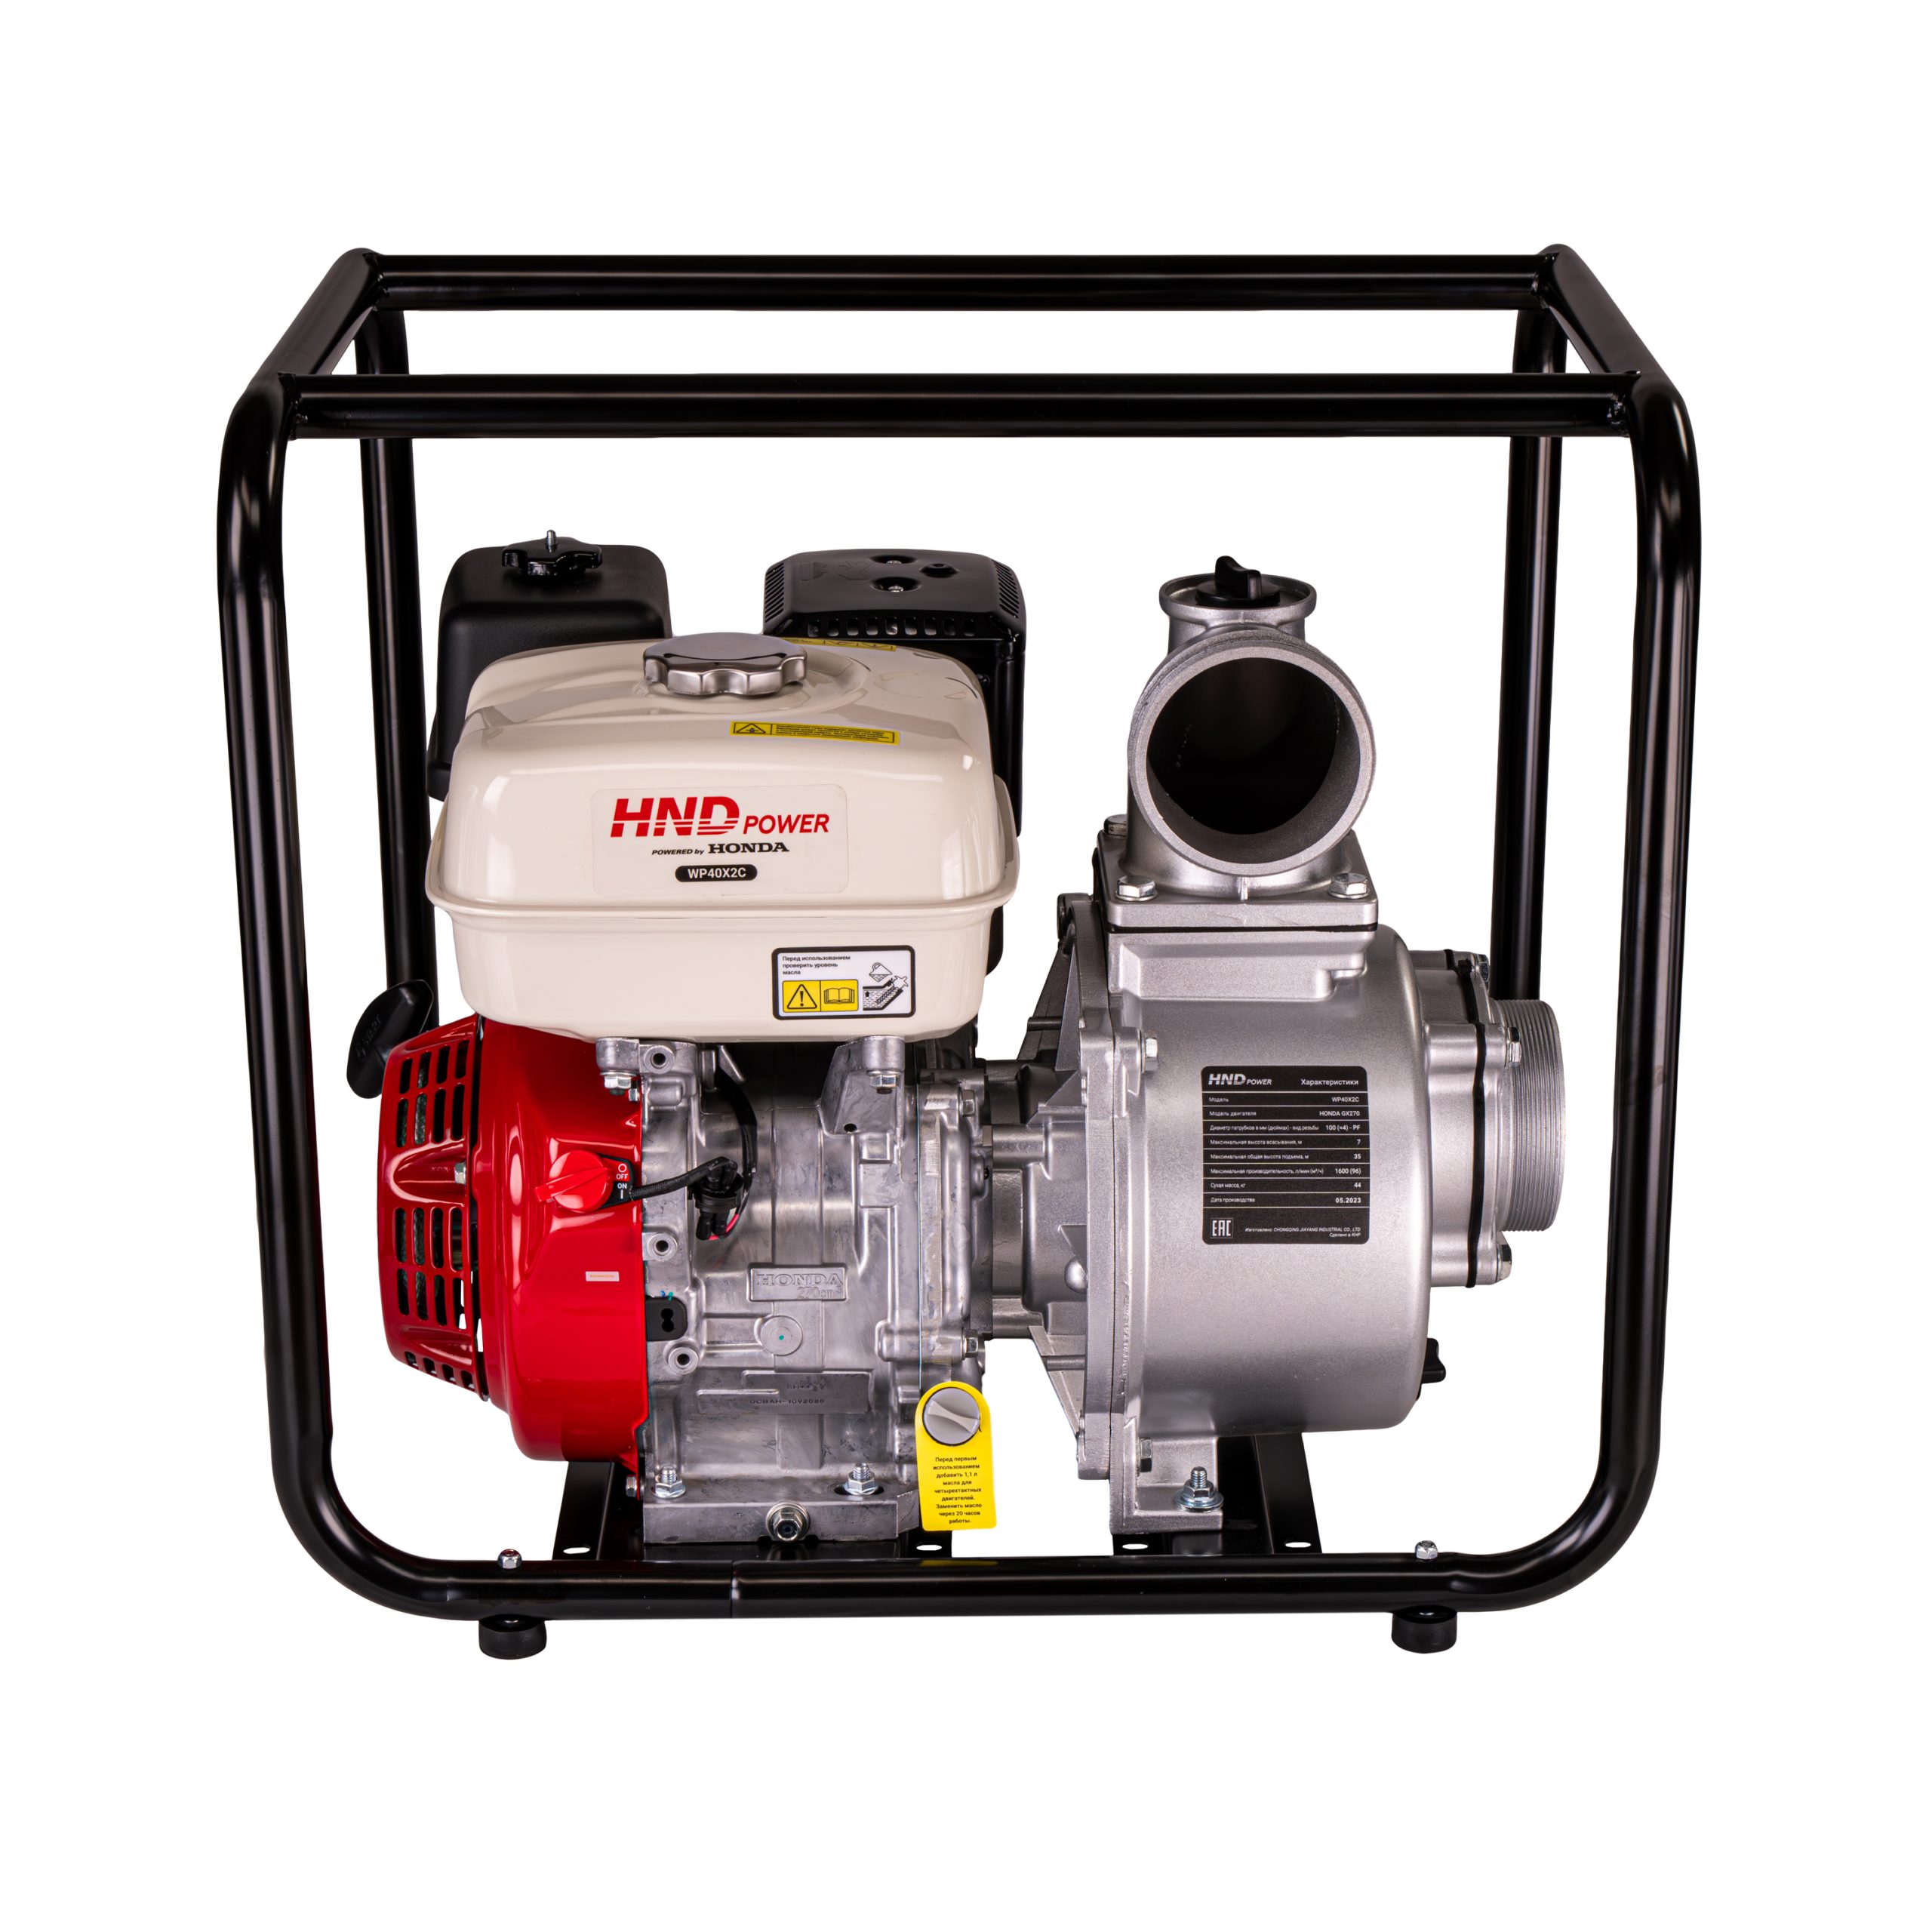 HND POWER
POWERED by HONDA
WP40X2C
Перед использованием
проверить уровень
масла
OFF
ON
HONDA
270cm³
HND POWER Характеристики
Модель WP40X2C
Модель двигателя HONDA GX270
Диаметр патрубков в мм (дюймах) - вид резьбы 100 (×4) - PF
Максимальная высота всасывания, м 7
Максимальная общая высота подъема, м 35
Максимальная производительность, л/мин (м³/ч) 1600 (96)
Сухая масса, кг 44
Дата производства 05.2023
EAC
Изготовлено: CHONGQING JIAYANG INDUSTRIAL CO., LTD
Сделано в КНР
Перед первым
использованием
добавить 1,1 л
масла для
четырехтактных
двигателей.
Заменить масло
через 20 часов
работы.